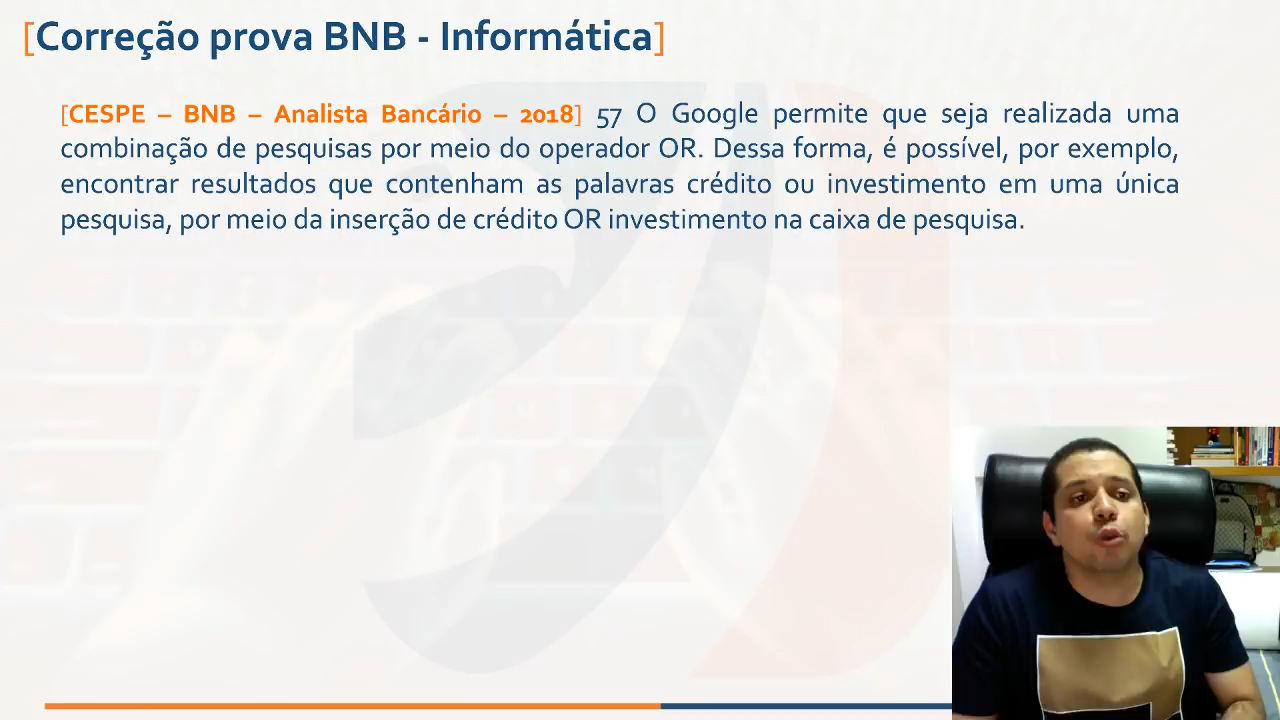 [Correção prova BNB - Informática]
[CESPE – BNB – Analista Bancário – 2018] 57 O Google permite que seja realizada uma
combinação de pesquisas por meio do operador OR. Dessa forma, é possível, por exemplo,
encontrar resultados que contenham as palavras crédito ou investimento em uma única
pesquisa, por meio da inserção de crédito OR investimento na caixa de pesquisa.